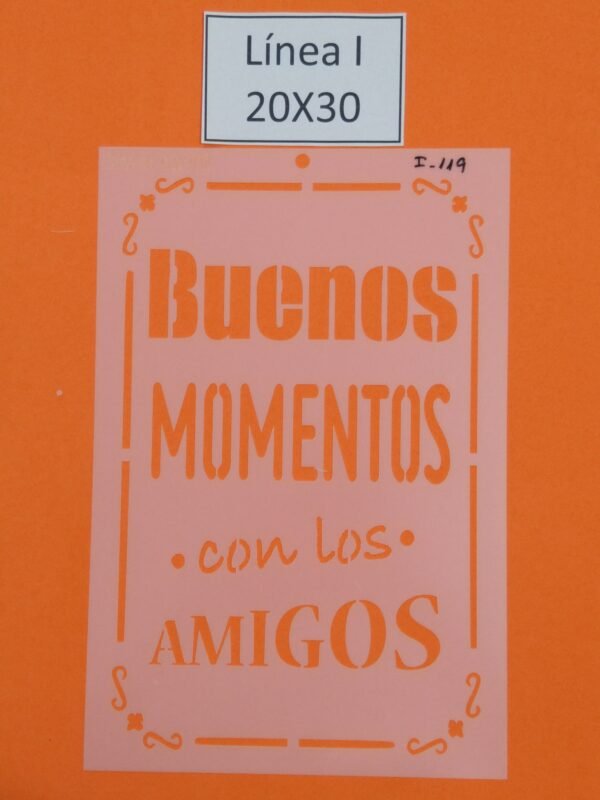 Línea I
20X30
I-119
Buenos
MOMENTOS
•con los•
AMIGOS